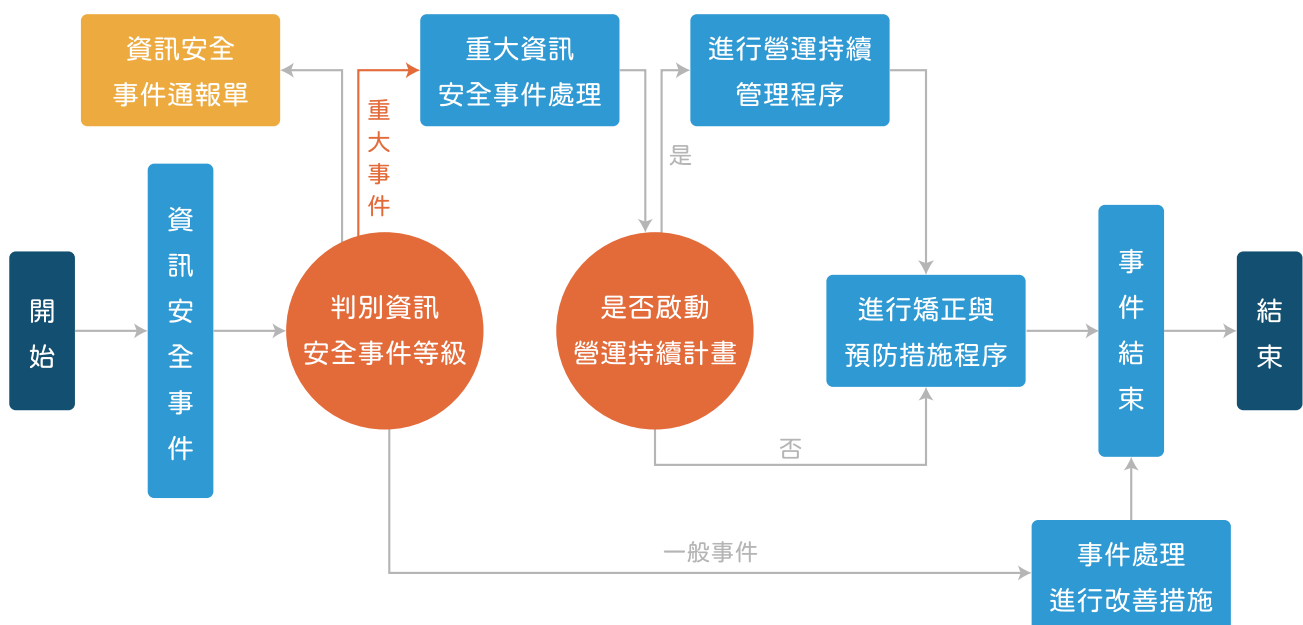 資訊安全
事件通報單
重大資訊
安全事件處理
進行營運持續
管理程序
重大事件
是
開始
資訊安全事件
判別資訊
安全事件等級
是否啟動
營運持續計畫
進行矯正與
預防措施程序
事件結束
結束
否
一般事件
事件處理
進行改善措施